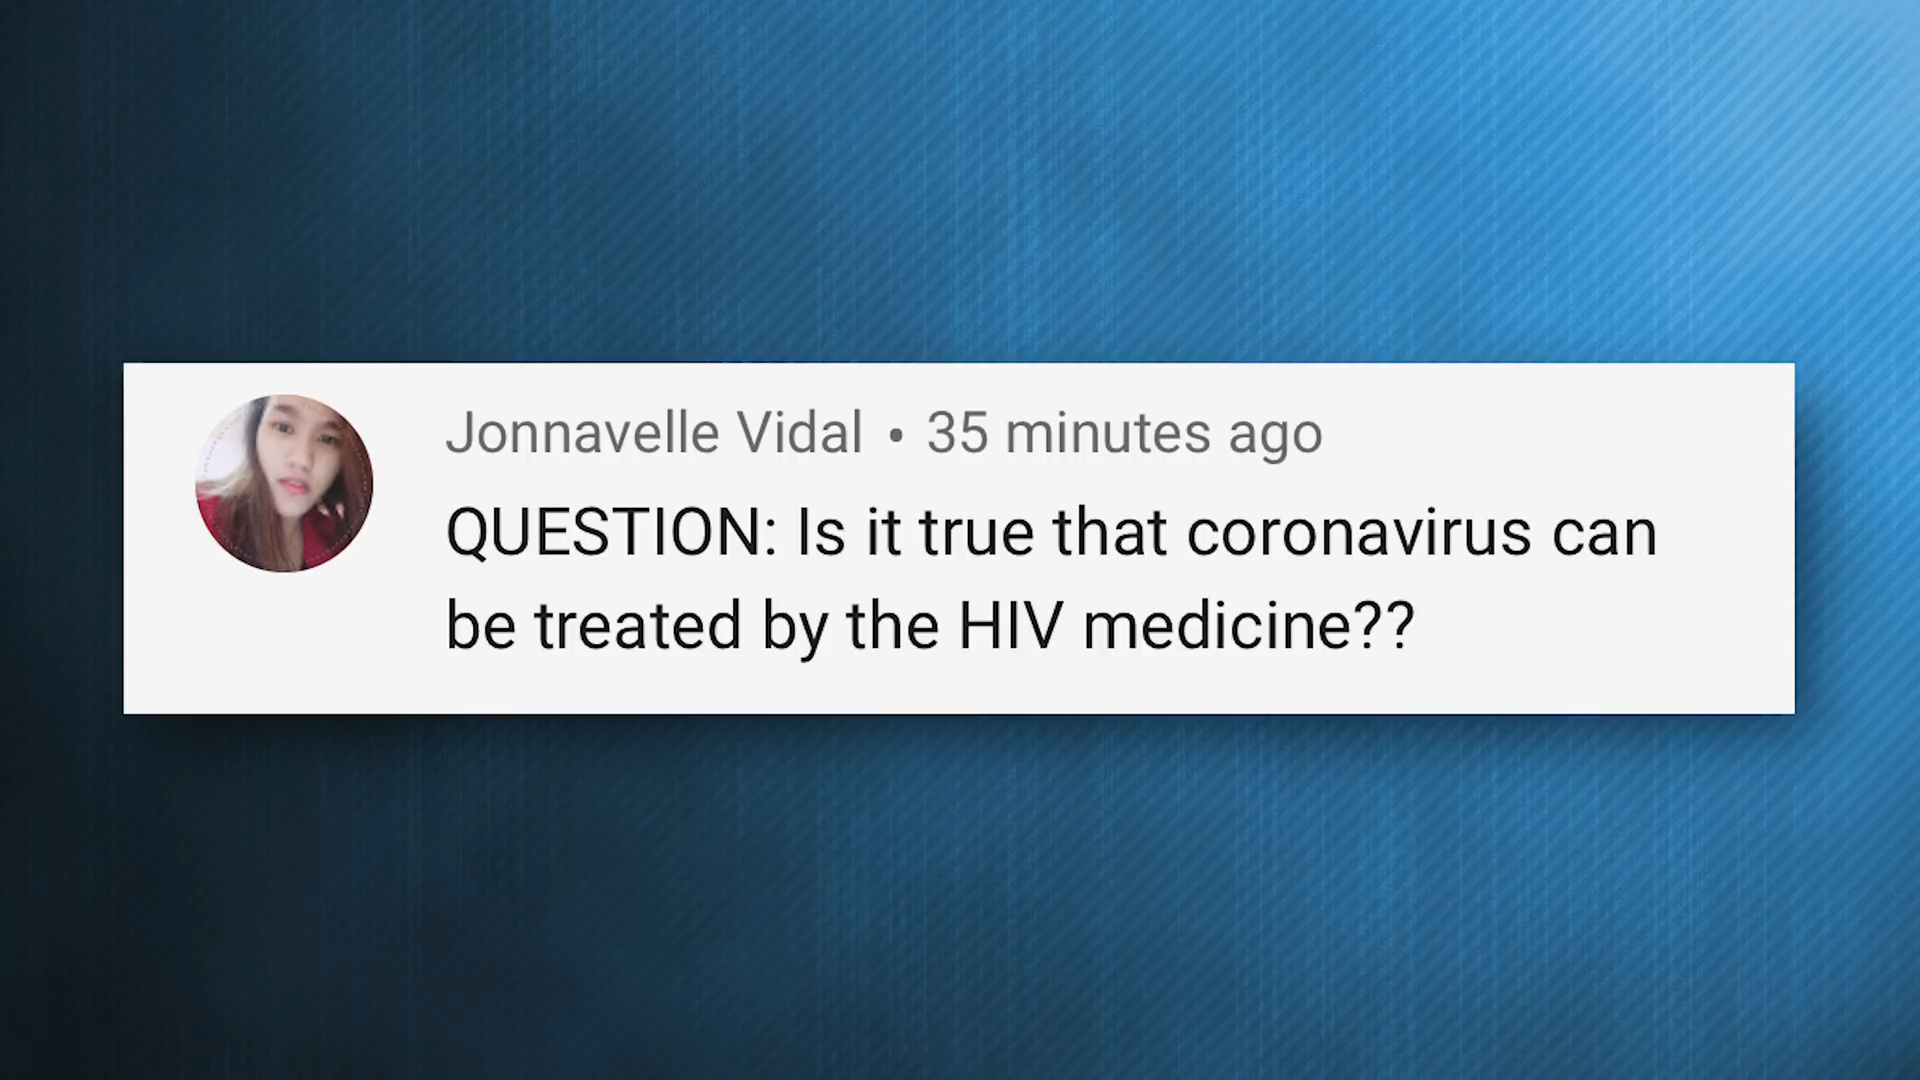 Jonnavelle Vidal • 35 minutes ago
QUESTION: Is it true that coronavirus can
be treated by the HIV medicine??